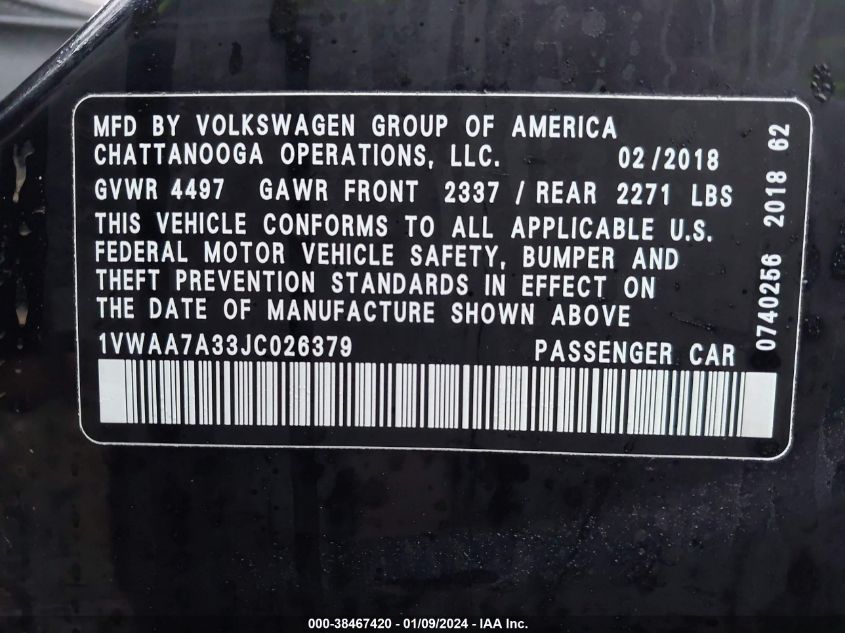 MFD BY VOLKSWAGEN GROUP OF AMERICA
CHATTANOOGA OPERATIONS, LLC. 02/2018
GVWR 4497 GAWR FRONT 2337 / REAR 2271 LBS
THIS VEHICLE CONFORMS TO ALL APPLICABLE U.S.
FEDERAL MOTOR VEHICLE SAFETY, BUMPER AND
THEFT PREVENTION STANDARDS IN EFFECT ON
THE DATE OF MANUFACTURE SHOWN ABOVE
1VWAA7A33JC026379 PASSENGER CAR
0740256 2018 62
000-38467420 - 01/09/2024 - IAA Inc.